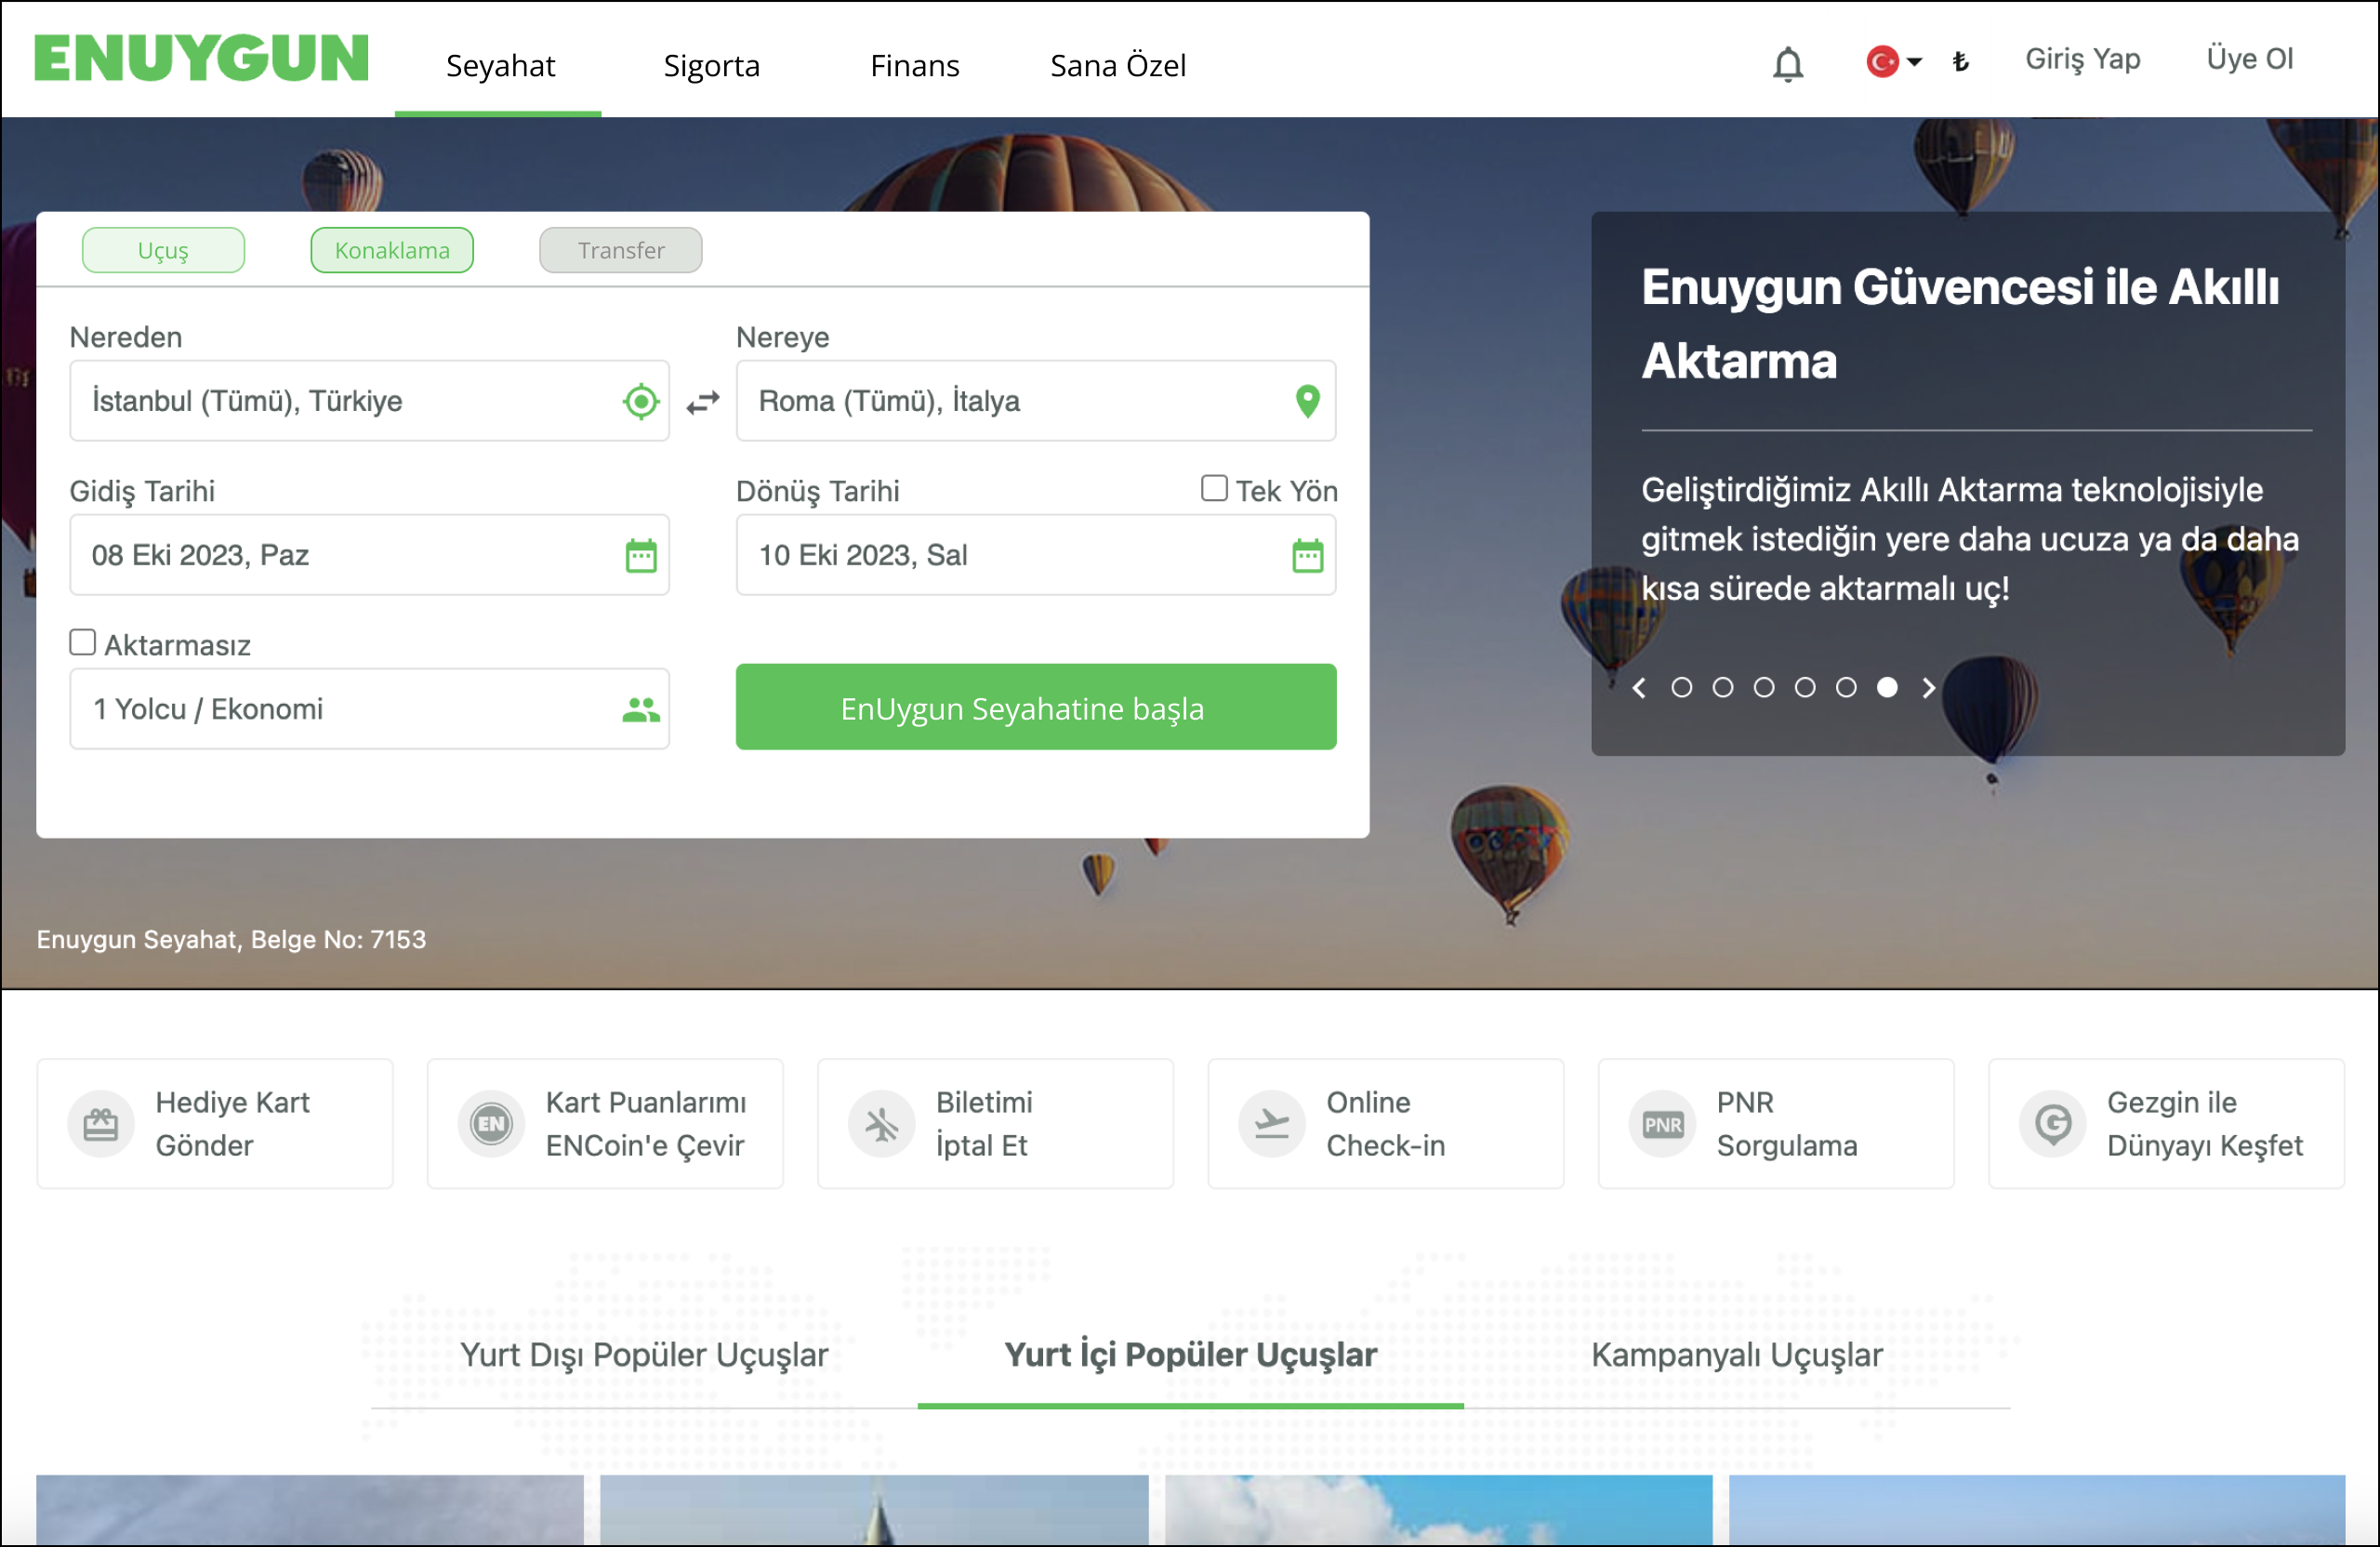 ENUYGUN
Seyahat
Sigorta
Finans
Sana Özel
₺
Giriş Yap
Üye Ol
Uçuş
Konaklama
Transfer
Nereden
Nereye
İstanbul (Tümü), Türkiye
Roma (Tümü), İtalya
Gidiş Tarihi
Dönüş Tarihi
Tek Yön
08 Eki 2023, Paz
10 Eki 2023, Sal
Aktarmasız
1 Yolcu / Ekonomi
EnUygun Seyahatine başla
Enuygun Güvencesi ile Akıllı
Aktarma
Geliştirdiğimiz Akıllı Aktarma teknolojisiyle
gitmek istediğin yere daha ucuza ya da daha
kısa sürede aktarmalı uç!
Enuygun Seyahat, Belge No: 7153
Hediye Kart
Gönder
EN
Kart Puanlarımı
ENCoin'e Çevir
Biletimi
İptal Et
Online
Check-in
PNR
PNR
Sorgulama
G
Gezgin ile
Dünyayı Keşfet
Yurt Dışı Popüler Uçuşlar
Yurt İçi Popüler Uçuşlar
Kampanyalı Uçuşlar